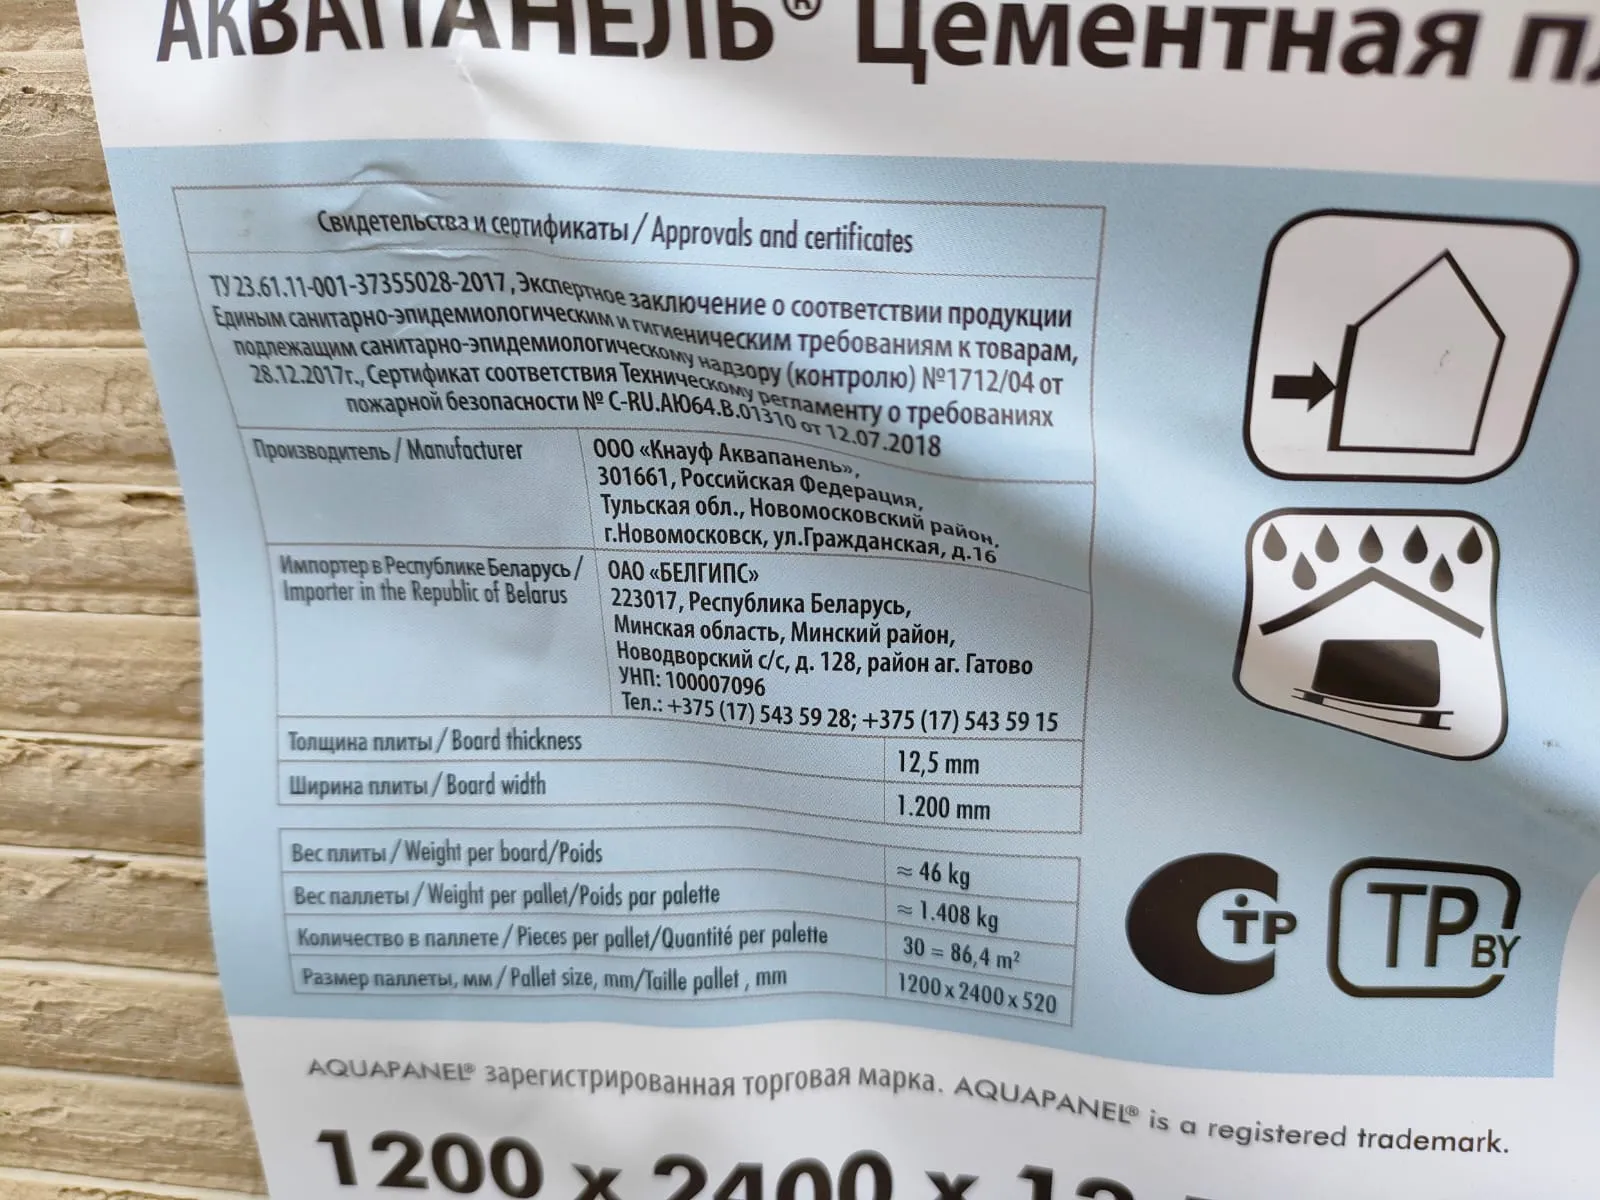 АКВАПАНЕЛЬ® Цементная
Свидетельства и сертификаты / Approvals and certificates
ТУ 23.61.11-001-37355028-2017, Экспертное заключение о соответствии продукции
Единым санитарно-эпидемиологическим и гигиеническим требованиям к товарам,
подлежащим санитарно-эпидемиологическому надзору (контролю) №1712/04 от
28.12.2017г., Сертификат соответствия Техническому регламенту о требованиях
пожарной безопасности № C-RU.АЮ64.В.01310 от 12.07.2018
Производитель / Manufacturer
ООО «Кнауф Аквапанель»,
301661, Российская Федерация,
Тульская обл., Новомосковский район,
г.Новомосковск, ул.Гражданская, д.16
Импортер в Республике Беларусь /
Importer in the Republic of Belarus
ОАО «БЕЛГИПС»
223017, Республика Беларусь,
Минская область, Минский район,
Новодворский с/с, д. 128, район аг. Гатово
УНП: 100007096
Тел.: +375 (17) 543 59 28; +375 (17) 543 59 15
Толщина плиты / Board thickness 12,5 mm
Ширина плиты / Board width 1.200 mm
Вес плиты / Weight per board/Poids ≈ 46 kg
Вес паллеты / Weight per pallet/Poids par palette ≈ 1.408 kg
Количество в паллете / Pieces per pallet/Quantité per palette 30 = 86,4 m²
Размер паллеты, мм / Pallet size, mm/Taille pallet , mm 1200 x 2400 x 520
СТР
TP BY
AQUAPANEL® зарегистрированная торговая марка. AQUAPANEL® is a registered trademark.
1200 x 2400 x 12